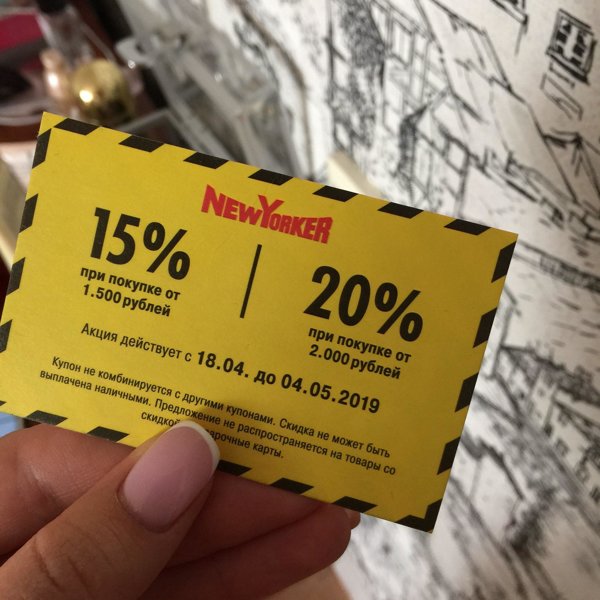 NEWYORKER
15%
при покупке от
1.500 рублей
20%
при покупке от
2.000 рублей
Акция действует с 18.04. до 04.05.2019
Купон не комбинируется с другими купонами. Скидка не может быть
выплачена наличными. Предложение не распространяется на товары со
скидкой карты.